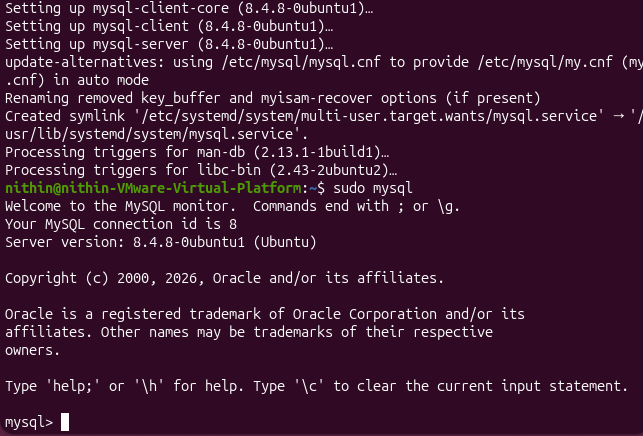 Setting up mysql-client-core (8.4.8-0ubuntu1)…
Setting up mysql-client (8.4.8-0ubuntu1)…
Setting up mysql-server (8.4.8-0ubuntu1)…
update-alternatives: using /etc/mysql/mysql.cnf to provide /etc/mysql/my.cnf (my
.cnf) in auto mode
Renaming removed key_buffer and myisam-recover options (if present)
Created symlink '/etc/systemd/system/multi-user.target.wants/mysql.service' → '/
usr/lib/systemd/system/mysql.service'.
Processing triggers for man-db (2.13.1-1build1)…
Processing triggers for libc-bin (2.43-2ubuntu2)…
nithin@nithin-VMware-Virtual-Platform:~$ sudo mysql
Welcome to the MySQL monitor.  Commands end with ; or \g.
Your MySQL connection id is 8
Server version: 8.4.8-0ubuntu1 (Ubuntu)

Copyright (c) 2000, 2026, Oracle and/or its affiliates.

Oracle is a registered trademark of Oracle Corporation and/or its
affiliates. Other names may be trademarks of their respective
owners.

Type 'help;' or '\h' for help. Type '\c' to clear the current input statement.

mysql>